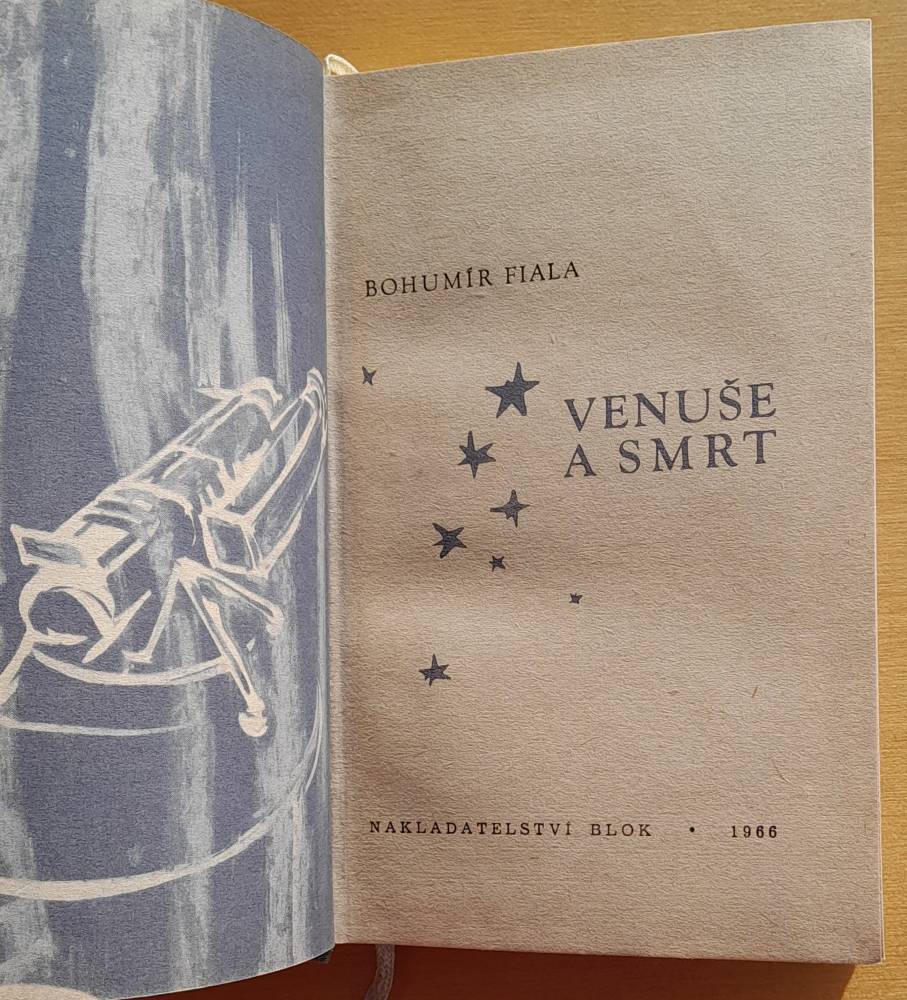 BOHUMÍR FIALA
VENUŠE
A SMRT
NAKLADATELSTVÍ BLOK • 1966